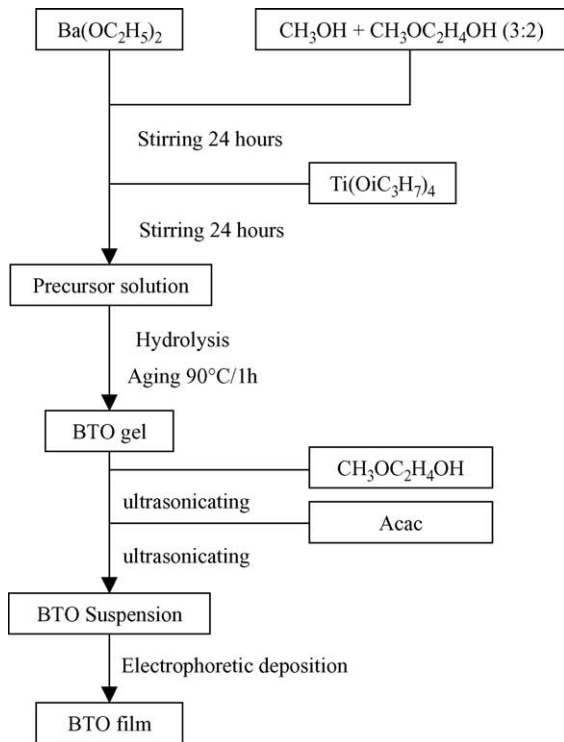 Ba(OC₂H₅)₂
CH₃OH + CH₃OC₂H₄OH (3:2)
Stirring 24 hours
Ti(OiC₃H₇)₄
Stirring 24 hours
Precursor solution
Hydrolysis
Aging 90°C/1h
BTO gel
CH₃OC₂H₄OH
ultrasonicating
Acac
ultrasonicating
BTO Suspension
Electrophoretic deposition
BTO film